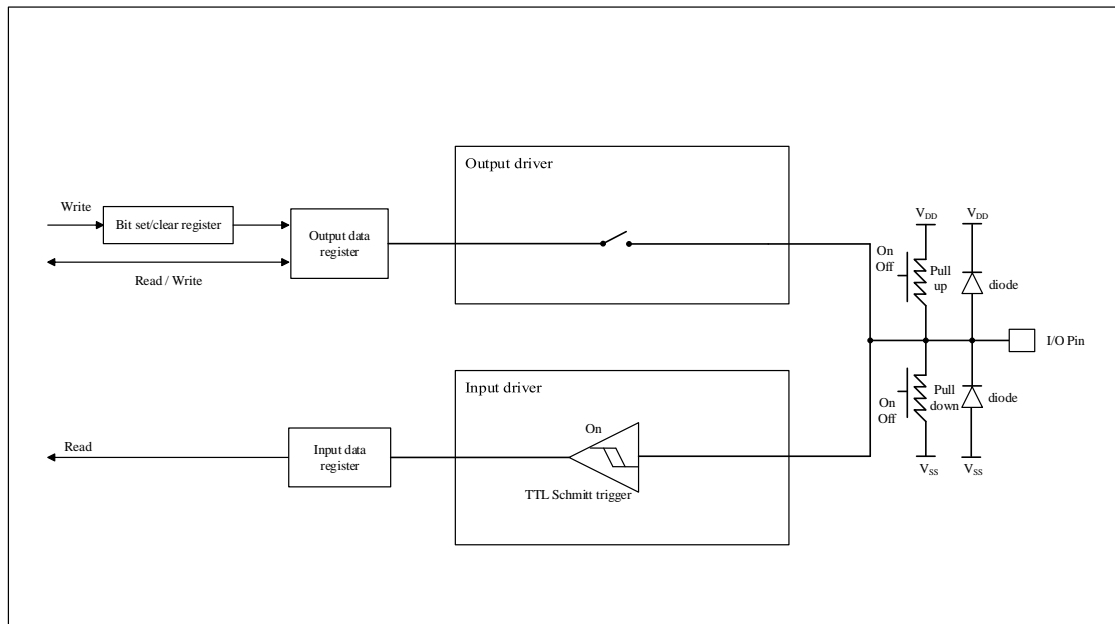 Output driver
Write
Bit set/clear register
Output data
register
Read / Write
V_DD
V_DD
On
Off
Pull
up
diode
I/O Pin
Input driver
On
Off
Pull
down
diode
V_SS
V_SS
On
Read
Input data
register
TTL Schmitt trigger